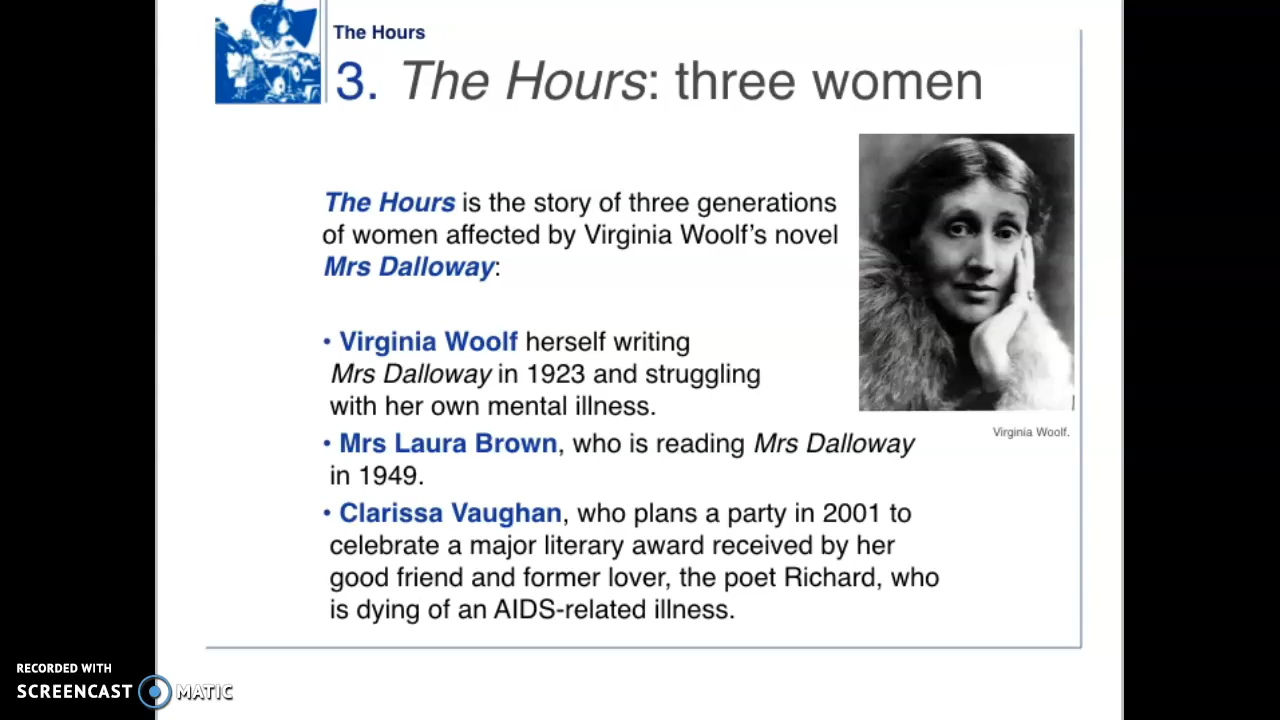 The Hours
3. The Hours: three women
The Hours is the story of three generations
of women affected by Virginia Woolf’s novel
Mrs Dalloway:
• Virginia Woolf herself writing
Mrs Dalloway in 1923 and struggling
with her own mental illness.
Virginia Woolf.
• Mrs Laura Brown, who is reading Mrs Dalloway
in 1949.
• Clarissa Vaughan, who plans a party in 2001 to
celebrate a major literary award received by her
good friend and former lover, the poet Richard, who
is dying of an AIDS-related illness.
RECORDED WITH
SCREENCAST MATIC